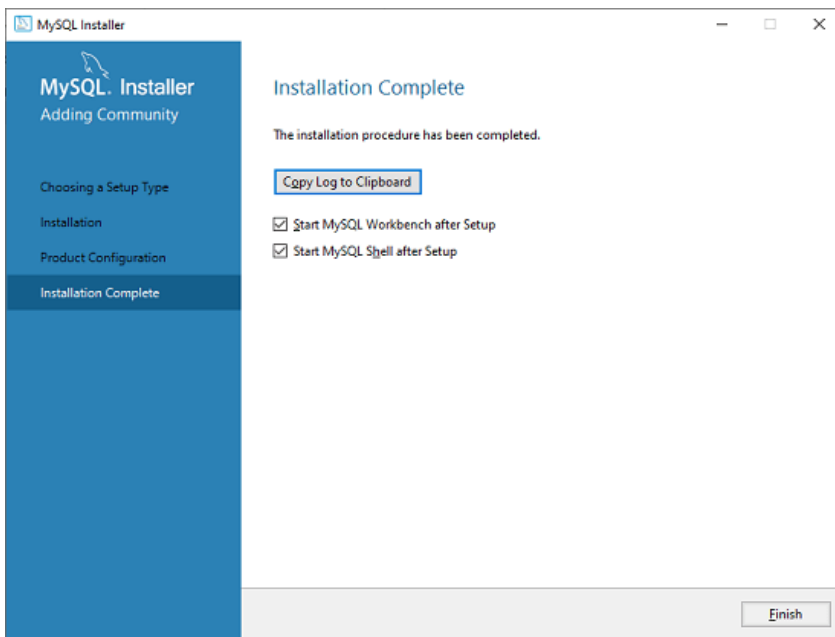 MySQL Installer
MySQL. Installer
Adding Community
Choosing a Setup Type
Installation
Product Configuration
Installation Complete
Installation Complete
The installation procedure has been completed.
Copy Log to Clipboard
Start MySQL Workbench after Setup
Start MySQL Shell after Setup
Finish